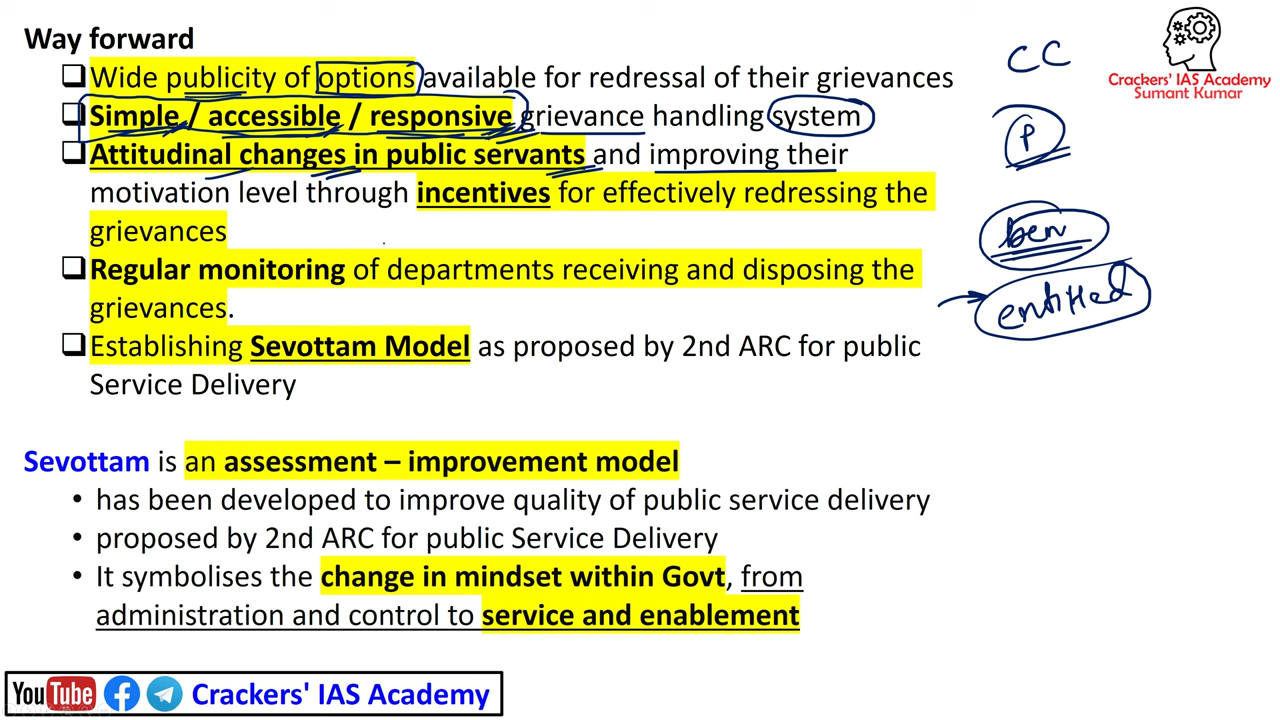 Way forward
❑Wide publicity of options available for redressal of their grievances
❑Simple / accessible / responsive grievance handling system
❑Attitudinal changes in public servants and improving their
motivation level through incentives for effectively redressing the
grievances
❑Regular monitoring of departments receiving and disposing the
grievances.
❑Establishing Sevottam Model as proposed by 2nd ARC for public
Service Delivery
Sevottam is an assessment – improvement model
• has been developed to improve quality of public service delivery
• proposed by 2nd ARC for public Service Delivery
• It symbolises the change in mindset within Govt, from
administration and control to service and enablement
CC
P
ben
entitled
Crackers' IAS Academy
Sumant Kumar
YouTube Crackers' IAS Academy